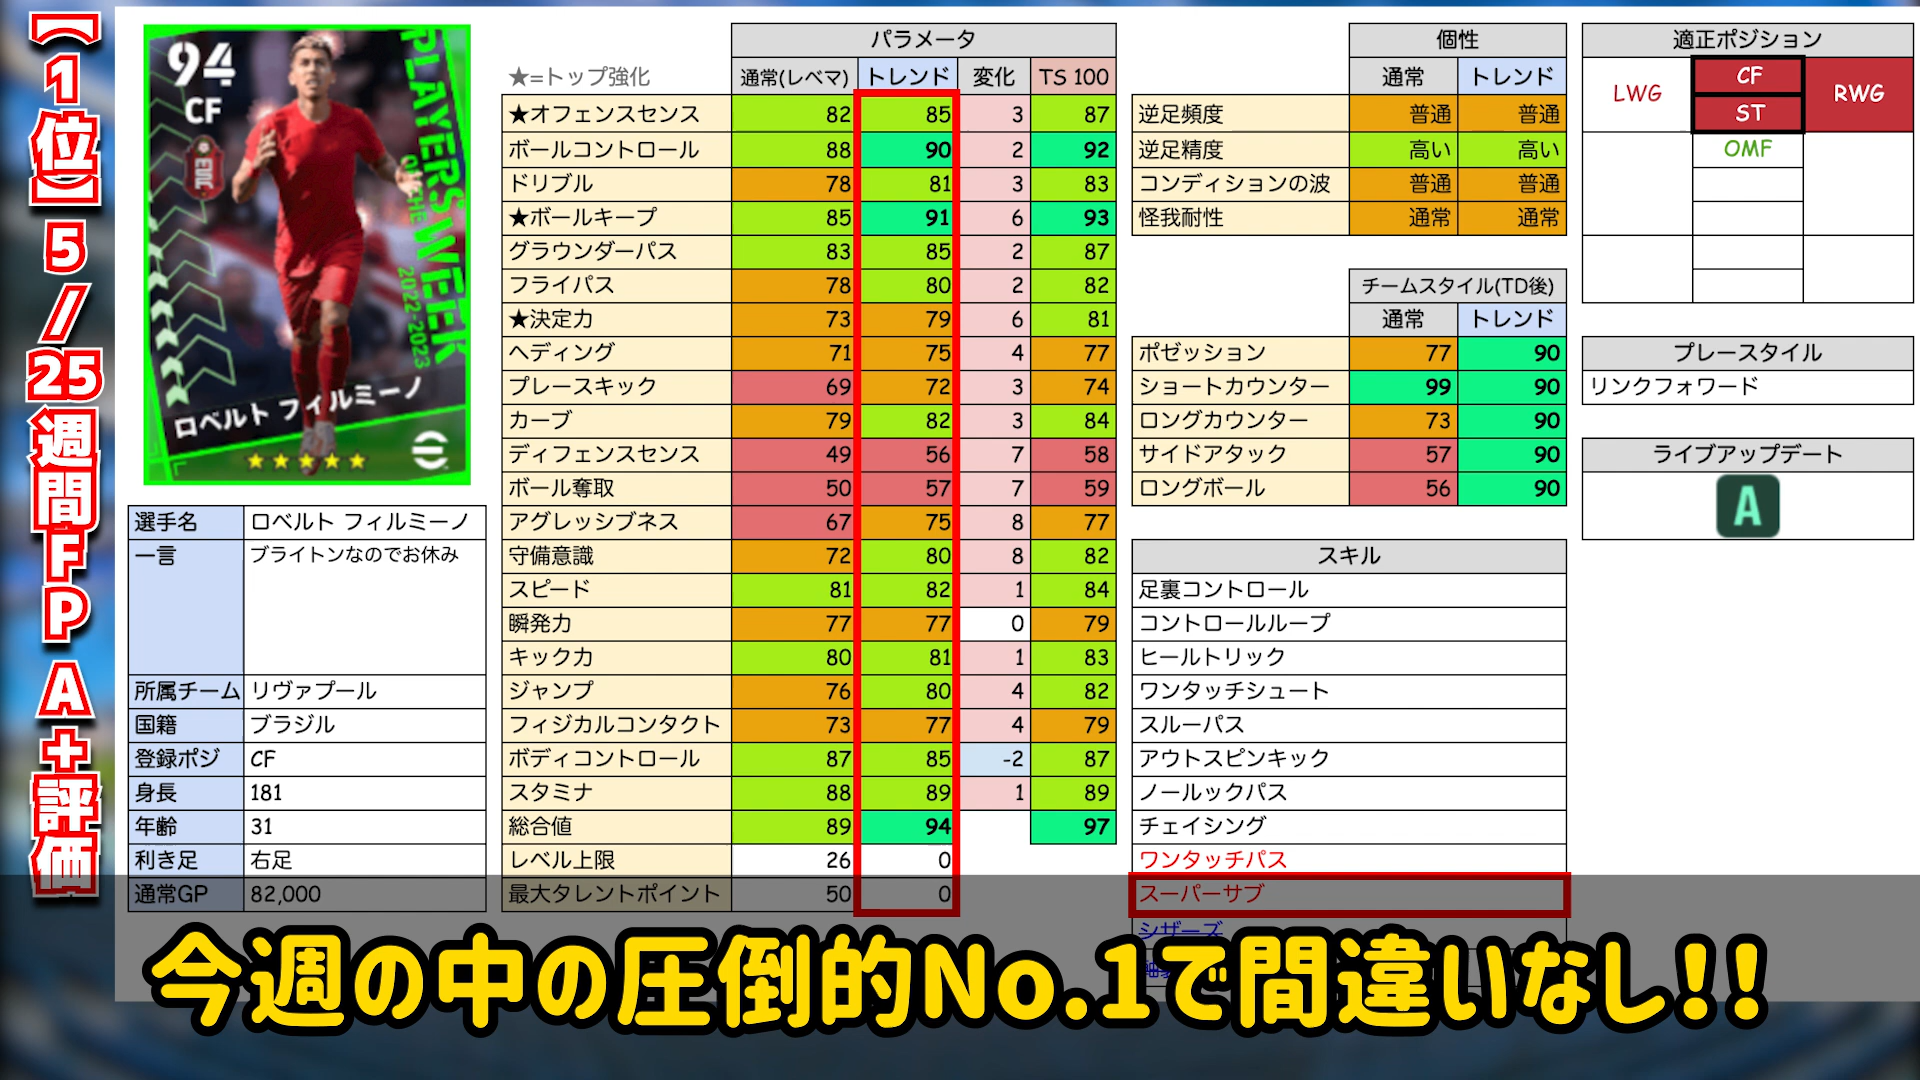 【1位】5/25週間FP A+評価
94
CF
PLAYERS OF THE WEEK
2022-2023
ロベルト フィルミーノ
選手名 ロベルト フィルミーノ
一言 ブライトンなのでお休み
所属チーム リヴァプール
国籍 ブラジル
登録ポジ CF
身長 181
年齢 31
利き足 右足
通常GP 82,000
パラメータ
★=トップ強化 通常(レベマ) トレンド 変化 TS 100
★オフェンスセンス 82 85 3 87
ボールコントロール 88 90 2 92
ドリブル 78 81 3 83
★ボールキープ 85 91 6 93
グラウンダーパス 83 85 2 87
フライパス 78 80 2 82
★決定力 73 79 6 81
ヘディング 71 75 4 77
プレースキック 69 72 3 74
カーブ 79 82 3 84
ディフェンスセンス 49 56 7 58
ボール奪取 50 57 7 59
アグレッシブネス 67 75 8 77
守備意識 72 80 8 82
スピード 81 82 1 84
瞬発力 77 77 0 79
キック力 80 81 1 83
ジャンプ 76 80 4 82
フィジカルコンタクト 73 77 4 79
ボディコントロール 87 85 -2 87
スタミナ 88 89 1 89
総合値 89 94 97
レベル上限 26 0
最大タレントポイント 50 0
個性
通常 トレンド
逆足頻度 普通 普通
逆足精度 高い 高い
コンディションの波 普通 普通
怪我耐性 通常 通常
チームスタイル(TD後)
通常 トレンド
ポゼッション 77 90
ショートカウンター 99 90
ロングカウンター 73 90
サイドアタック 57 90
ロングボール 56 90
スキル
足裏コントロール
コントロールループ
ヒールトリック
ワンタッチシュート
スルーパス
アウトスピンキック
ノールックパス
チェイシング
ワンタッチパス
スーパーサブ
シザーズ
適正ポジション
LWG CF RWG
ST
OMF
プレースタイル
リンクフォワード
ライブアップデート
A
今週の中の圧倒的No.1で間違いなし!!